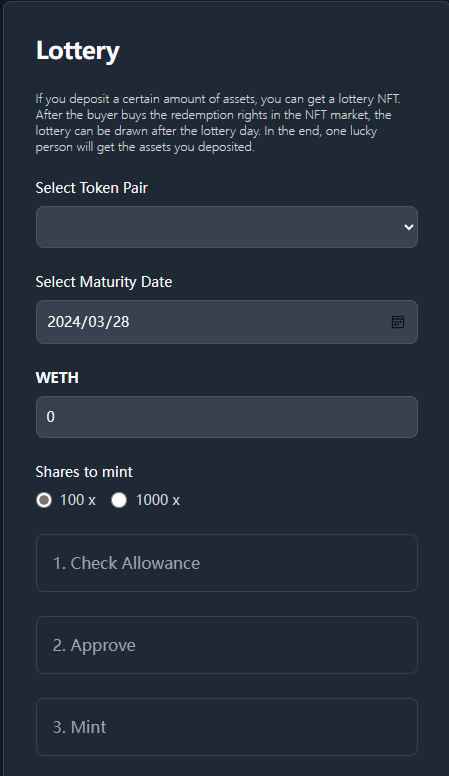 Lottery
If you deposit a certain amount of assets, you can get a lottery NFT.
After the buyer buys the redemption rights in the NFT market, the
lottery can be drawn after the lottery day. In the end, one lucky
person will get the assets you deposited.
Select Token Pair
Select Maturity Date
2024/03/28
WETH
0
Shares to mint
100 x 1000 x
1. Check Allowance
2. Approve
3. Mint